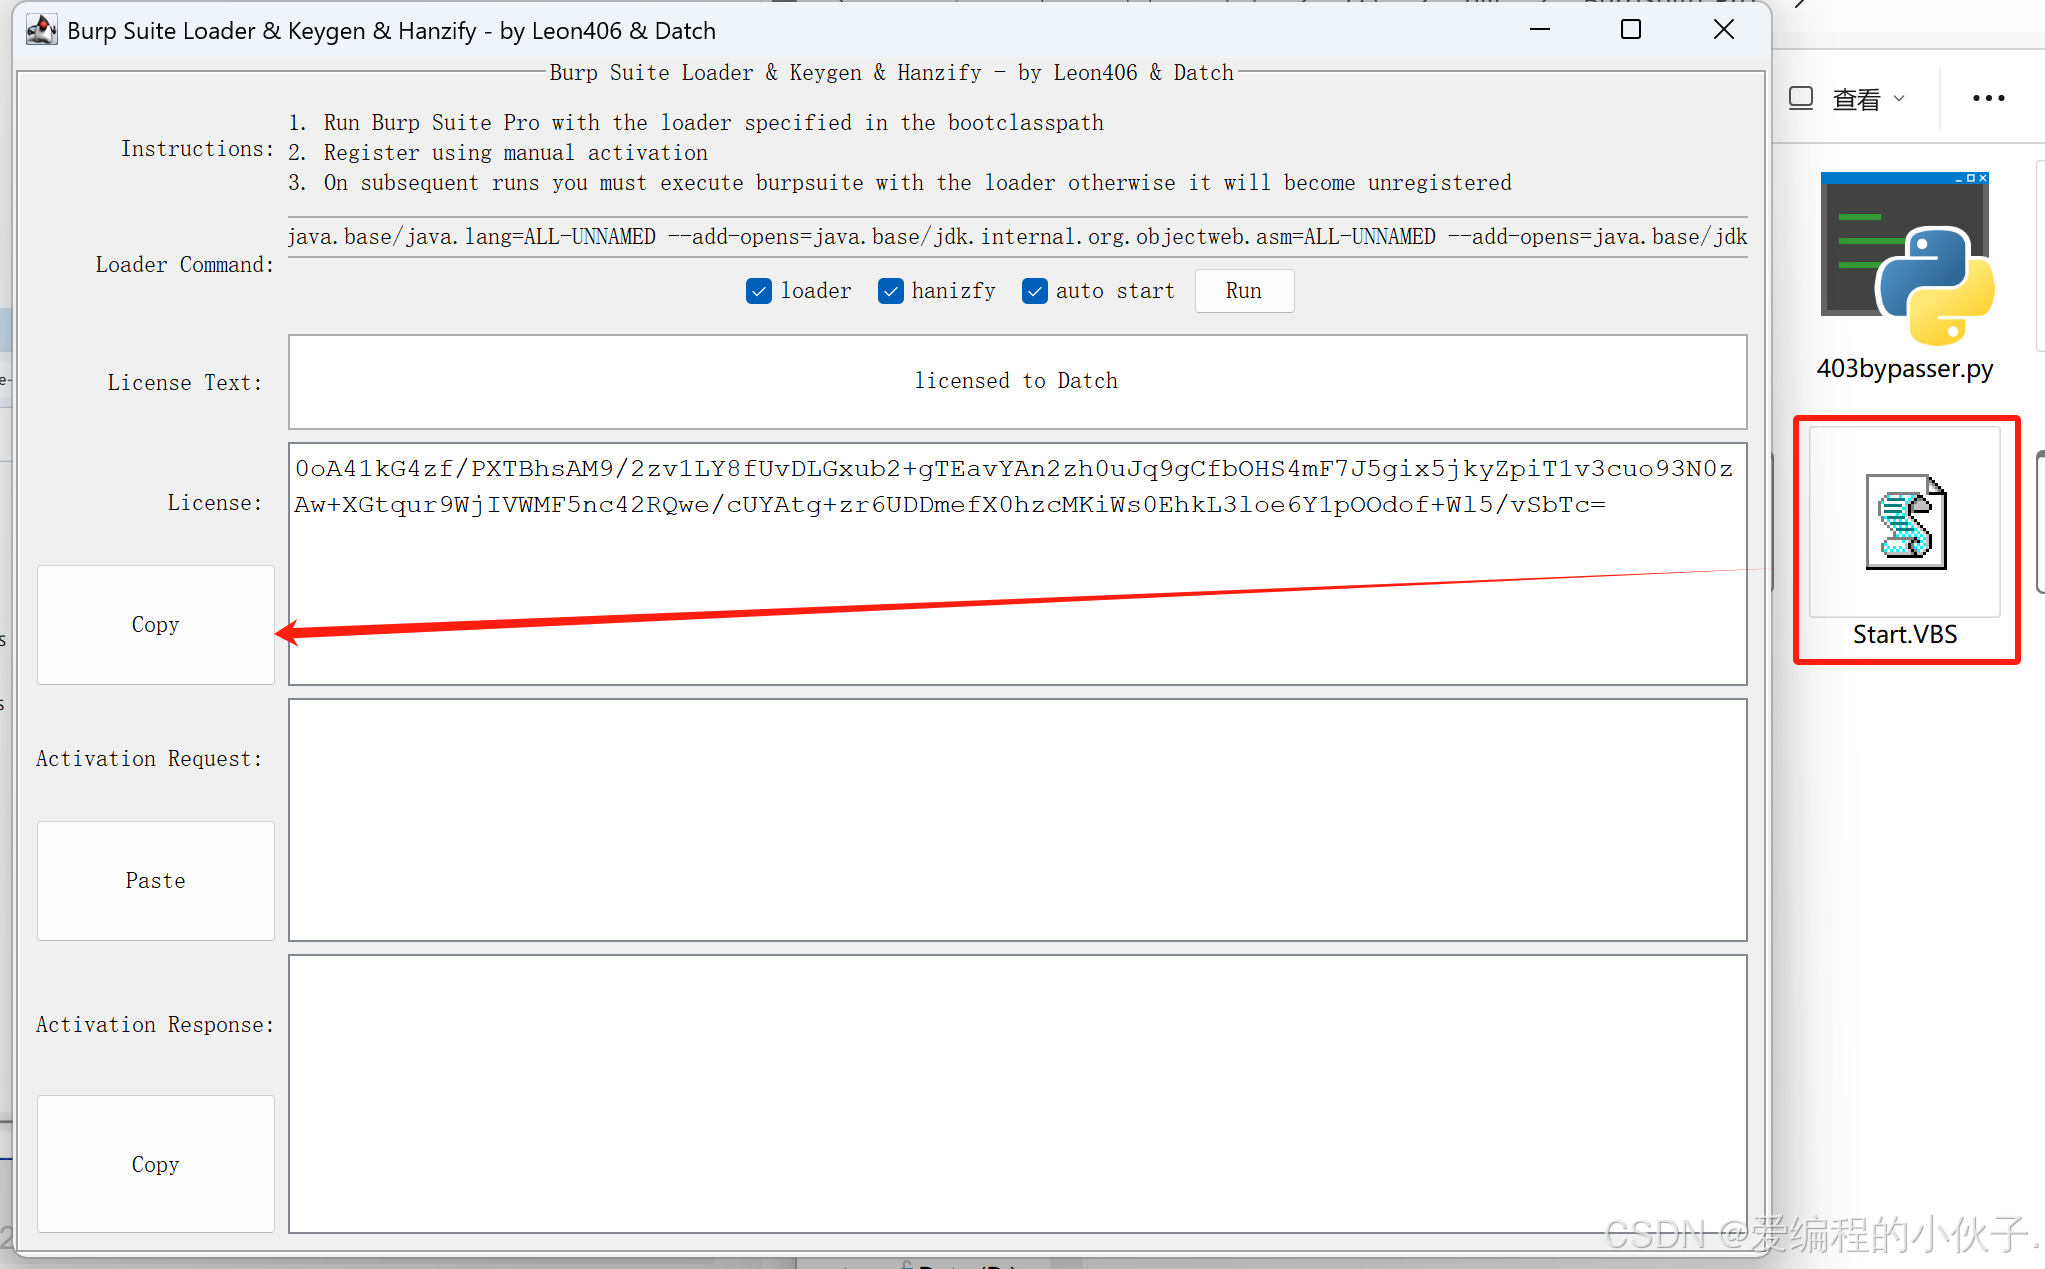 Burp Suite Loader & Keygen & Hanzify - by Leon406 & Datch
Burp Suite Loader & Keygen & Hanzify - by Leon406 & Datch
Instructions:
1. Run Burp Suite Pro with the loader specified in the bootclasspath
2. Register using manual activation
3. On subsequent runs you must execute burpsuite with the loader otherwise it will become unregistered
Loader Command:
java.base/java.lang=ALL-UNNAMED --add-opens=java.base/jdk.internal.org.objectweb.asm=ALL-UNNAMED --add-opens=java.base/jdk
loader
hanizfy
auto start
Run
License Text:
licensed to Datch
License:
0oA41kG4zf/PXTBhsAM9/2zv1LY8fUvDLGxub2+gTEavYAn2zh0uJq9gCfbOHS4mF7J5gix5jkyZpiT1v3cuo93N0z
Aw+XGtqur9WjIVWMF5nc42RQwe/cUYAtg+zr6UDDmefX0hzcMKiWs0EhkL3loe6Y1pOOdof+Wl5/vSbTc=
Copy
Activation Request:
Paste
Activation Response:
Copy
查看
403bypasser.py
Start.VBS
CSDN @爱编程的小伙子.